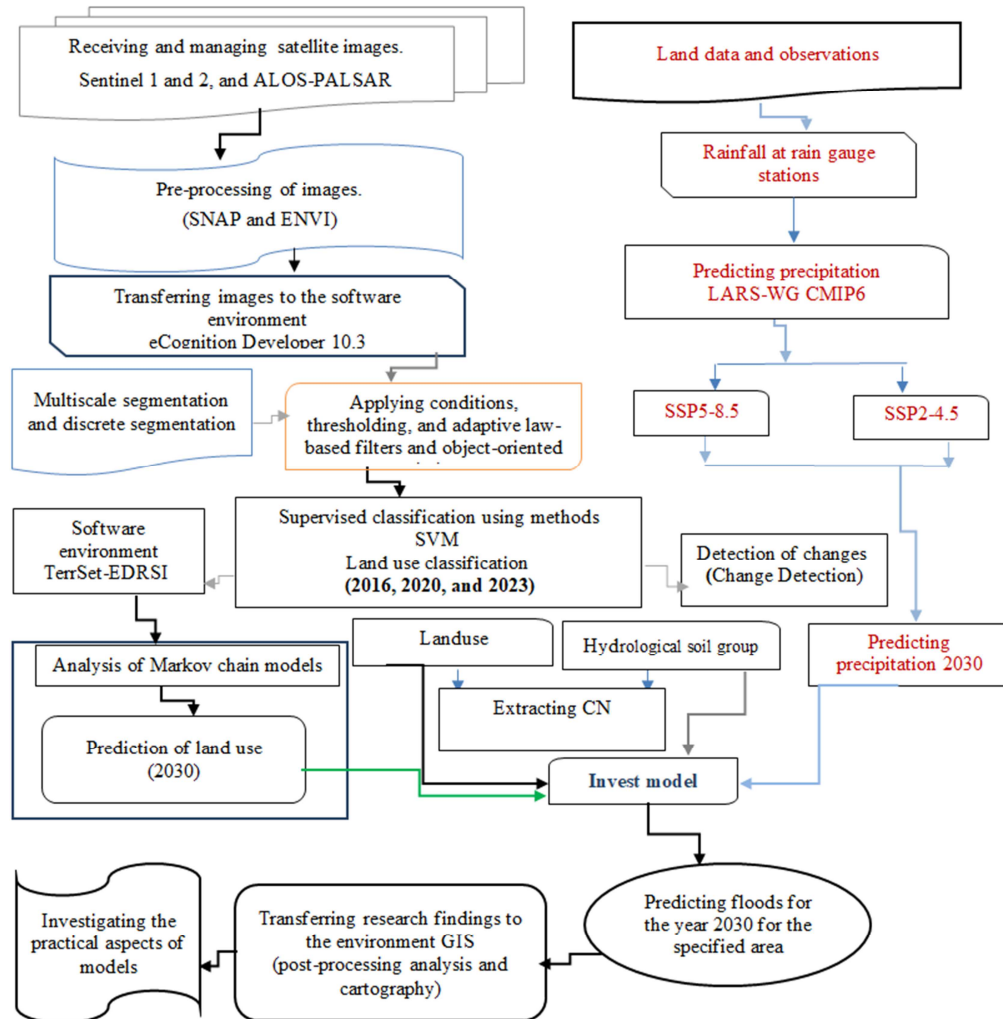 Receiving and managing satellite images.
Sentinel 1 and 2, and ALOS-PALSAR
Land data and observations
Rainfall at rain gauge
stations
Pre-processing of images.
(SNAP and ENVI)
Predicting precipitation
LARS-WG CMIP6
Transferring images to the software
environment
eCognition Developer 10.3
Multiscale segmentation
and discrete segmentation
Applying conditions,
thresholding, and adaptive law-
based filters and object-oriented
SSP5-8.5
SSP2-4.5
Software
environment
TerrSet-EDRSI
Supervised classification using methods
SVM
Land use classification
(2016, 2020, and 2023)
Detection of changes
(Change Detection)
Landuse
Hydrological soil group
Extracting CN
Predicting
precipitation 2030
Analysis of Markov chain models
Prediction of land use
(2030)
Invest model
Predicting floods for
the year 2030 for the
specified area
Transferring research findings to
the environment GIS
(post-processing analysis and
cartography)
Investigating the
practical aspects of
models